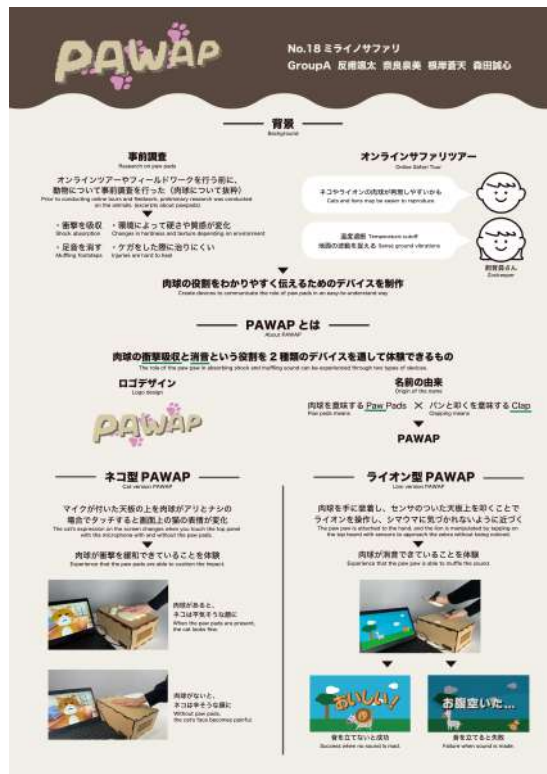 PAWAP
No.18 ミライノサファリ
GroupA 反甫遼太 奈良泉美 根岸蒼天 森田誠心
背景
Background
事前調査
Research on paw pads
オンラインツアーやフィールドワークを行う前に、
動物について事前調査を行った（肉球について抜粋）
Prior to conducting online tours and fieldwork, preliminary research was conducted
on the animals. (excerpts about pawpads)
・衝撃を吸収
Shock absorption
・環境によって硬さや質感が変化
Changes in hardness and texture depending on environment
・足音を消す
Muffling footsteps
・ケガをした際に治りにくい
Injuries are hard to heal
オンラインサファリツアー
Online Safari Tour
ネコやライオンの肉球が再現しやすいかも
Cats and lions may be easier to reproduce.
温度遮断 Temperature cutoff
地面の波動を捉える Sense ground vibrations
飼育員さん
Zookeeper
肉球の役割をわかりやすく伝えるためのデバイスを制作
Create devices to communicate the role of paw pads in an easy-to-understand way
PAWAP とは
About PAWAP
肉球の衝撃吸収と消音という役割を 2 種類のデバイスを通して体験できるもの
The role of the paw paw in absorbing shock and muffling sound can be experienced through two types of devices.
ロゴデザイン
Logo design
PAWAP
名前の由来
Origin of the name
肉球を意味する Paw Pads × パンと叩くを意味する Clap
Paw pads means Clapping means
PAWAP
ネコ型 PAWAP
Cat version PAWAP
マイクが付いた天板の上を肉球がアリとナシの
場合でタッチすると画面上の猫の表情が変化
The cat's expression on the screen changes when you touch the top panel
with the microphone with and without the paw pads.
肉球が衝撃を緩和できていることを体験
Experience that the paw pads are able to cushion the impact.
肉球があると、
ネコは平気そうな顔に
When the paw pads are present,
the cat looks fine.
肉球がないと、
ネコは辛そうな顔に
Without paw pads,
the cat's face becomes painful.
ライオン型 PAWAP
Lion version PAWAP
肉球を手に装着し、センサのついた天板上を叩くことで
ライオンを操作し、シマウマに気づかれないように近づく
The paw paw is attached to the hand, and the lion is manipulated by tapping on
the top board with sensors to approach the zebra without being noticed.
肉球が消音できていることを体験
Experience that the paw paw is able to muffle the sound.
おいしい!
お腹空いた...
音を立てないと成功
Success when no sound is made.
音を立てると失敗
Failure when sound is made.